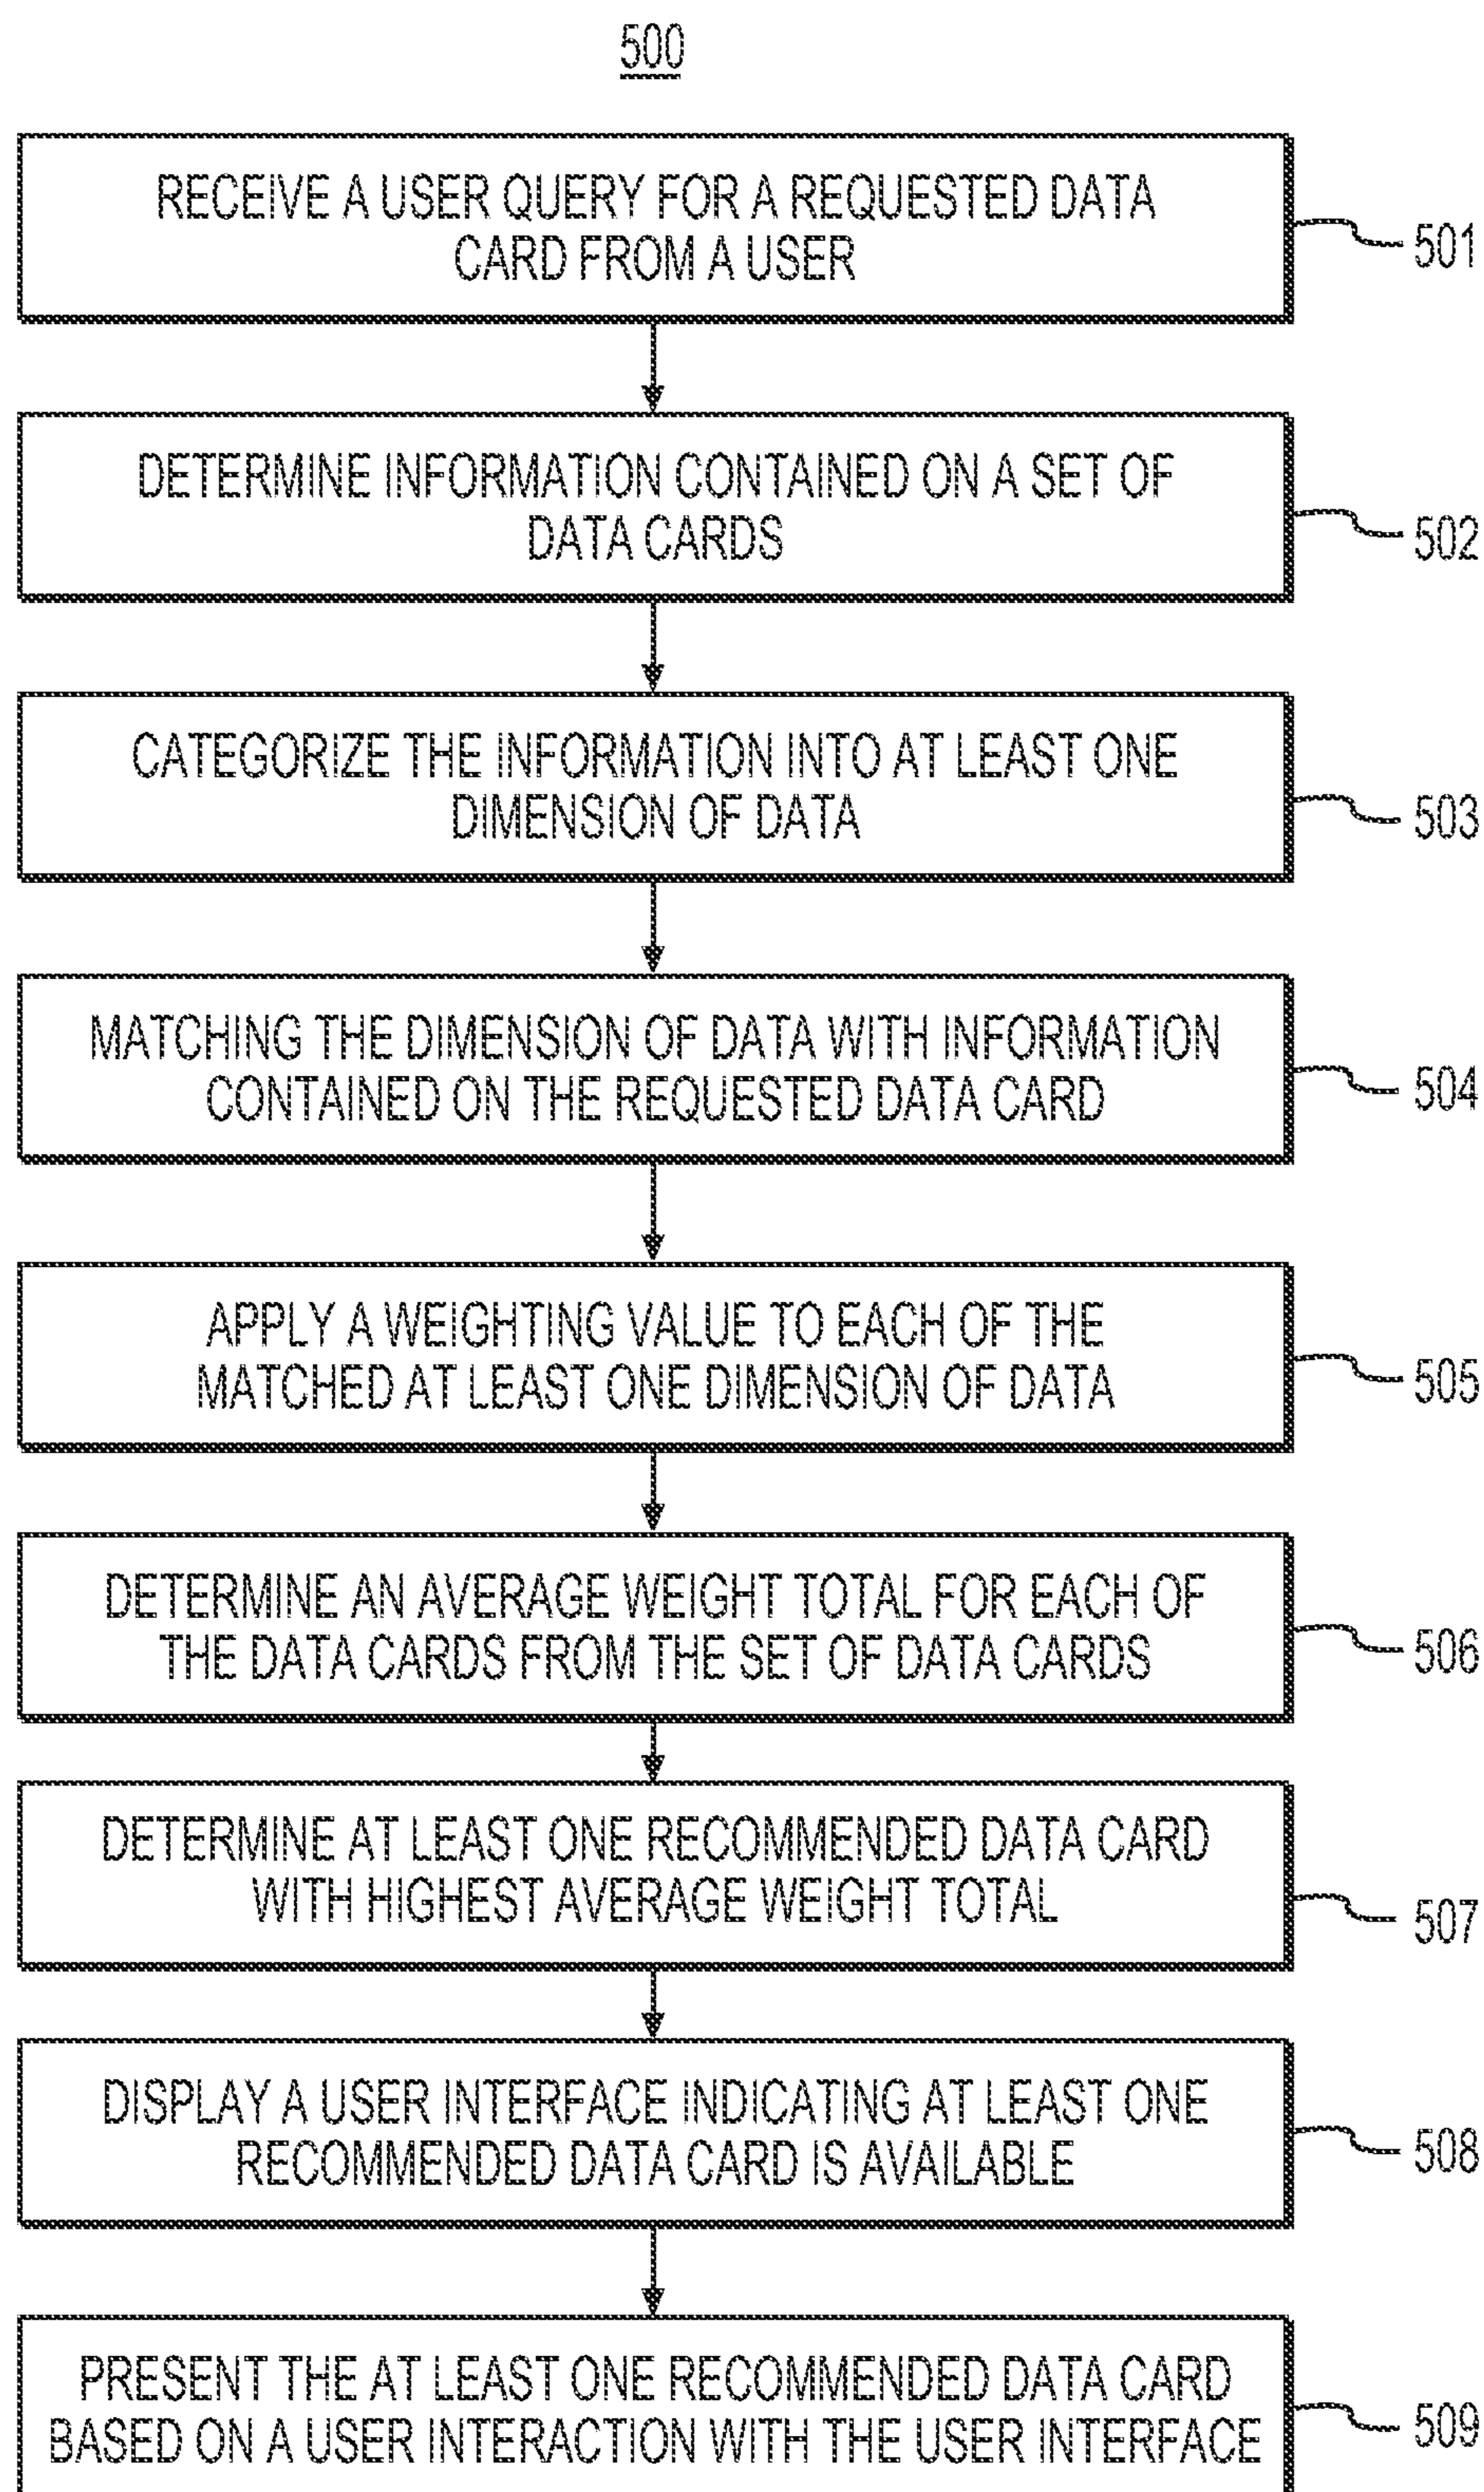 500
RECEIVE A USER QUERY FOR A REQUESTED DATA
CARD FROM A USER
501
DETERMINE INFORMATION CONTAINED ON A SET OF
DATA CARDS
502
CATEGORIZE THE INFORMATION INTO AT LEAST ONE
DIMENSION OF DATA
503
MATCHING THE DIMENSION OF DATA WITH INFORMATION
CONTAINED ON THE REQUESTED DATA CARD
504
APPLY A WEIGHTING VALUE TO EACH OF THE
MATCHED AT LEAST ONE DIMENSION OF DATA
505
DETERMINE AN AVERAGE WEIGHT TOTAL FOR EACH OF
THE DATA CARDS FROM THE SET OF DATA CARDS
506
DETERMINE AT LEAST ONE RECOMMENDED DATA CARD
WITH HIGHEST AVERAGE WEIGHT TOTAL
507
DISPLAY A USER INTERFACE INDICATING AT LEAST ONE
RECOMMENDED DATA CARD IS AVAILABLE
508
PRESENT THE AT LEAST ONE RECOMMENDED DATA CARD
BASED ON A USER INTERACTION WITH THE USER INTERFACE
509